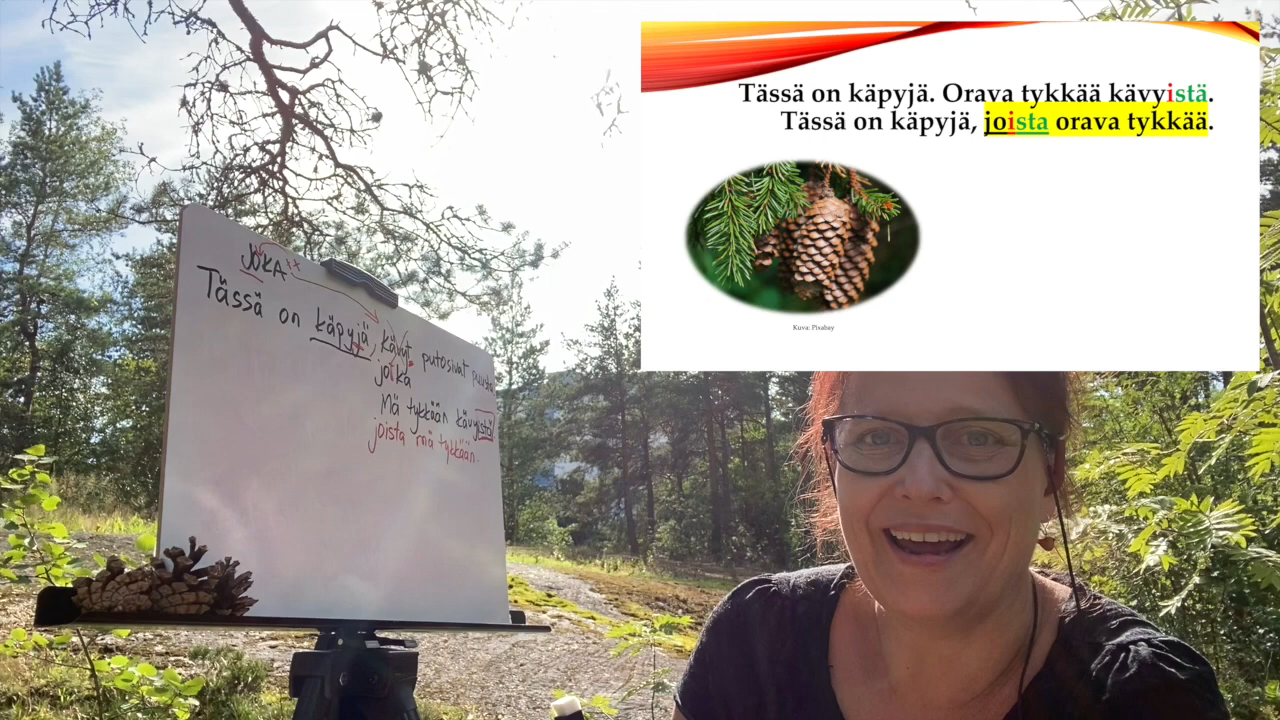 Tässä on käpyjä. Orava tykkää kävyistä.
Tässä on käpyjä, joista orava tykkää.
Kuva: Pixabay
JOKA
Tässä on käpyjä, kävyt putosivat puusta
joika
Mä tykkään kävyistä
joista mä tykkään.